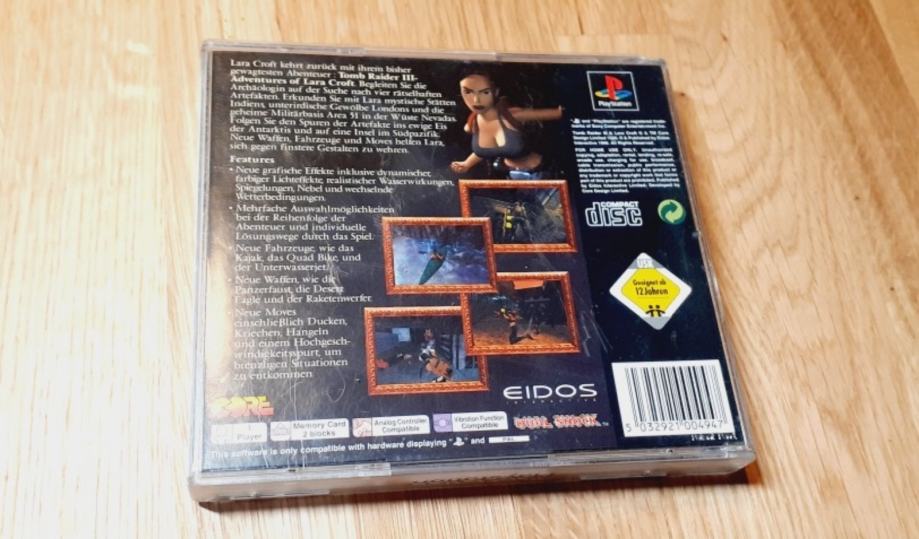 Lara Croft kehrt zurück mit ihrem bisher
gewagtesten Abenteuer : Tomb Raider III-
Adventures of Lara Croft. Begleiten Sie die
Archäologin auf der Suche nach vier rätselhaften
Artefakten. Erkunden Sie mit Lara mystische Stätten
Indiens, unterirdische Gewölbe Londons und die
geheime Militärbasis Area 51 in der Wüste Nevadas.
Folgen Sie den Spuren der Artefakte ins ewige Eis
der Antarktis und auf eine Insel im Südpazifik.
Neue Waffen, Fahrzeuge und Moves helfen Lara,
sich gegen finstere Gestalten zu wehren.
Features
• Neue grafische Effekte inklusive dynamischer,
farbiger Lichteffekte, realistischer Wasserwirkungen,
Spiegelungen, Nebel und wechselnde
Wetterbedingungen.
• Mehrfache Auswahlmöglichkeiten
bei der Reihenfolge der
Abenteuer und individuelle
Lösungswege durch das Spiel.
• Neue Fahrzeuge, wie das
Kajak, das Quad Bike, und
der Unterwasserjet.
• Neue Waffen, wie die
Panzerfaust, die Desert
Eagle und der Raketenwerfer.
• Neue Moves
einschließlich Ducken,
Kriechen, Hangeln
und einem Hochgesch-
windigkeitsspurt, um
brenzligen Situationen
zu entkommen
CORE
1
Player
Memory Card
2 blocks
Analog Controller
Compatible
Vibration Function
Compatible
DUAL SHOCK™
This software is only compatible with hardware displaying " " and PAL
EIDOS
INTERACTIVE
PlayStation
COMPACT
disc
USK
Geeignet ab
12 Jahren
5 032921 004947